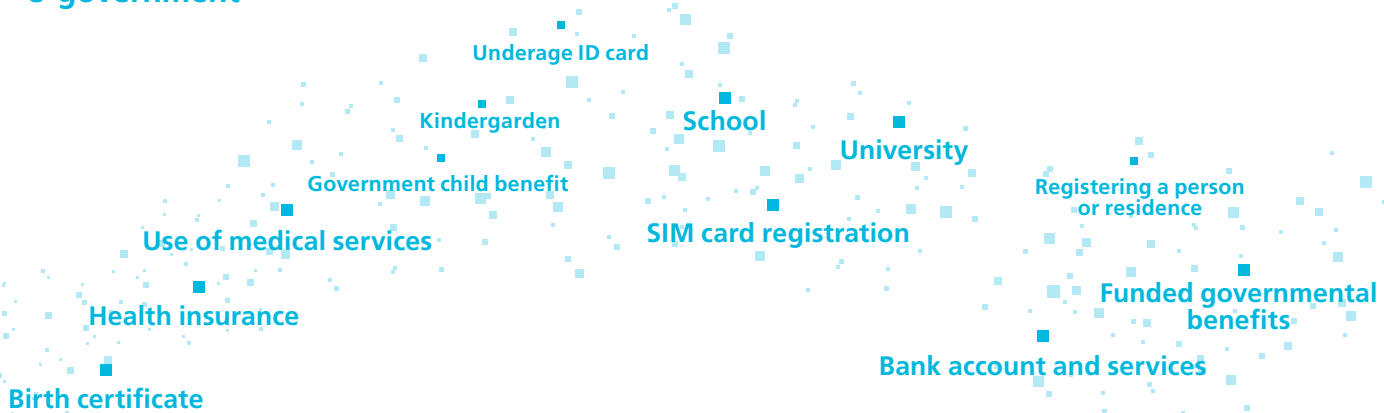 e-government
Underage ID card
Kindergarden
School
University
Government child benefit
Registering a person
or residence
Use of medical services
SIM card registration
Funded governmental
benefits
Health insurance
Bank account and services
Birth certificate